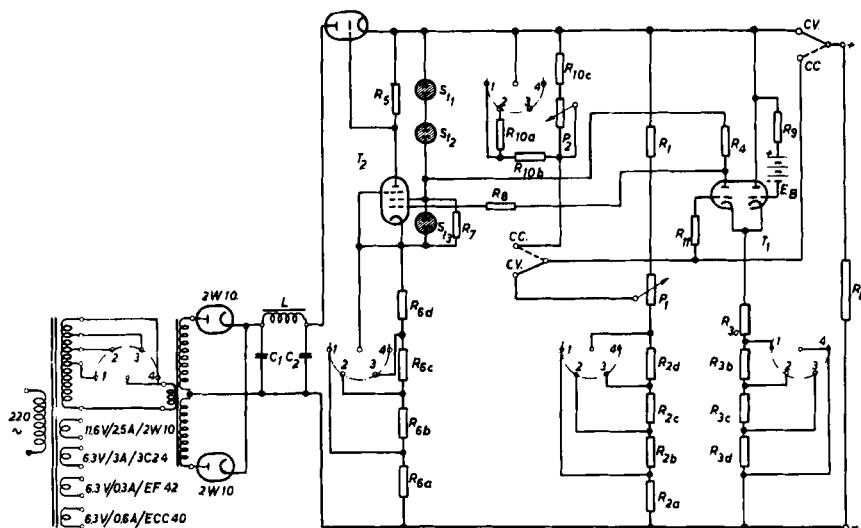 CV.
+
CC
R5
St1
1
2
3
4
R10c
R10a
R10b
P2
St2
T2
R1
R4
R9
EB
R8
St3
R7
R11
T1
CC.
CV.
P1
RL
2W10.
L
C1
C2
R6d
1
2
3
4
R6c
R6b
R6a
1
2
3
4
R2d
R2c
R2b
R2a
R3a
1
2
3
4
R3b
R3c
R3d
1
2
3
4
220
~
11.6V/2.5A/2W10
6.3V/3A/3C24
6.3V/0.3A/EF 42
6.3V/0.6A/ECC40
2W10